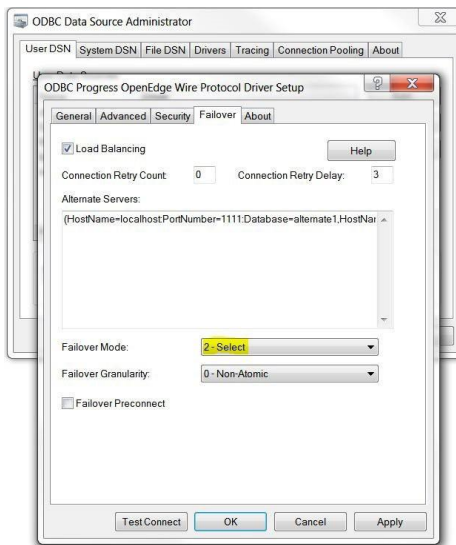 ODBC Data Source Administrator
User DSN System DSN File DSN Drivers Tracing Connection Pooling About
ODBC Progress OpenEdge Wire Protocol Driver Setup
General Advanced Security Failover About
Load Balancing Help
Connection Retry Count: 0 Connection Retry Delay: 3
Alternate Servers:
(HostName=localhost:PortNumber=1111:Database=alternate1,HostNar
Failover Mode: 2 - Select
Failover Granularity: 0 - Non-Atomic
Failover Preconnect
Test Connect OK Cancel Apply